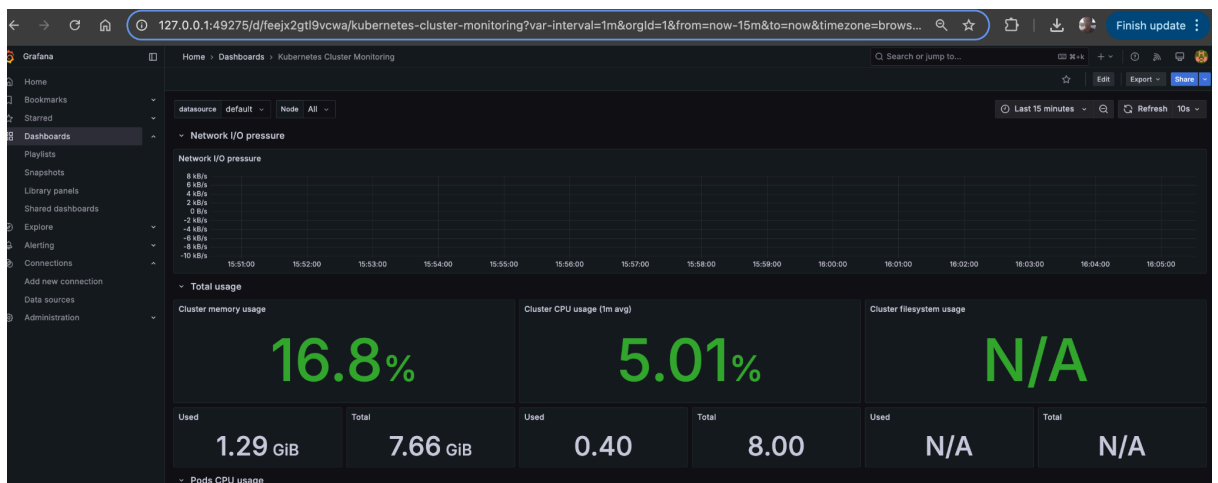 127.0.0.1:49275/d/feejx2gtl9vcwa/kubernetes-cluster-monitoring?var-interval=1m&orgId=1&from=now-15m&to=now&timezone=brows...
Finish update
Grafana
Home > Dashboards > Kubernetes Cluster Monitoring
Search or jump to...
⌘+k
Home
Bookmarks
Starred
Dashboards
Playlists
Snapshots
Library panels
Shared dashboards
Explore
Alerting
Connections
Add new connection
Data sources
Administration
Edit
Export
Share
datasource default
Node All
Last 15 minutes
Refresh 10s
Network I/O pressure
Network I/O pressure
8 kB/s
6 kB/s
4 kB/s
2 kB/s
0 B/s
-2 kB/s
-4 kB/s
-6 kB/s
-8 kB/s
-10 kB/s
15:51:00 15:52:00 15:53:00 15:54:00 15:55:00 15:56:00 15:57:00 15:58:00 15:59:00 16:00:00 16:01:00 16:02:00 16:03:00 16:04:00 16:05:00
Total usage
Cluster memory usage
16.8%
Cluster CPU usage (1m avg)
5.01%
Cluster filesystem usage
N/A
Used
1.29 GiB
Total
7.66 GiB
Used
0.40
Total
8.00
Used
N/A
Total
N/A
Pods CPU usage